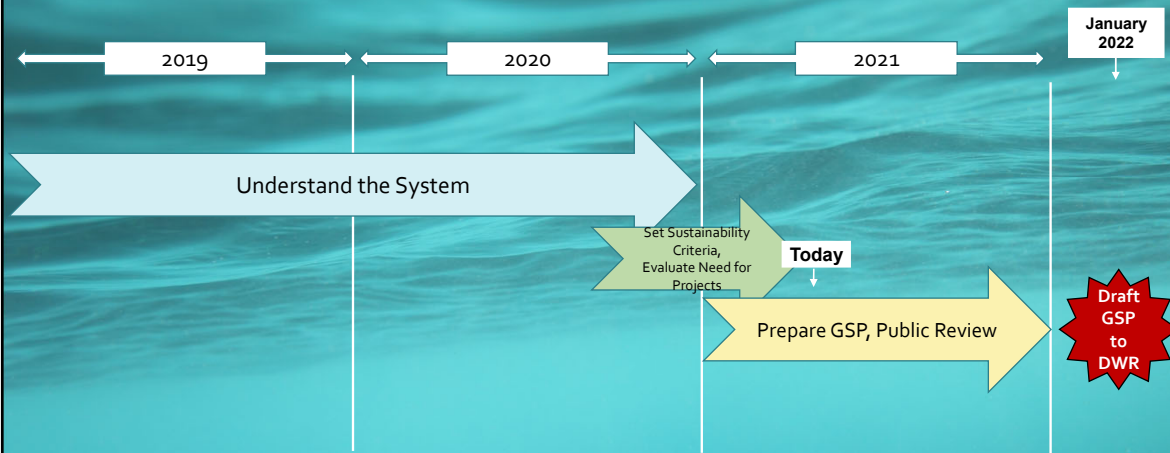 January
2022
2019
2020
2021
Understand the System
Set Sustainability
Criteria,
Evaluate Need for
Projects
Today
Prepare GSP, Public Review
Draft
GSP
to
DWR